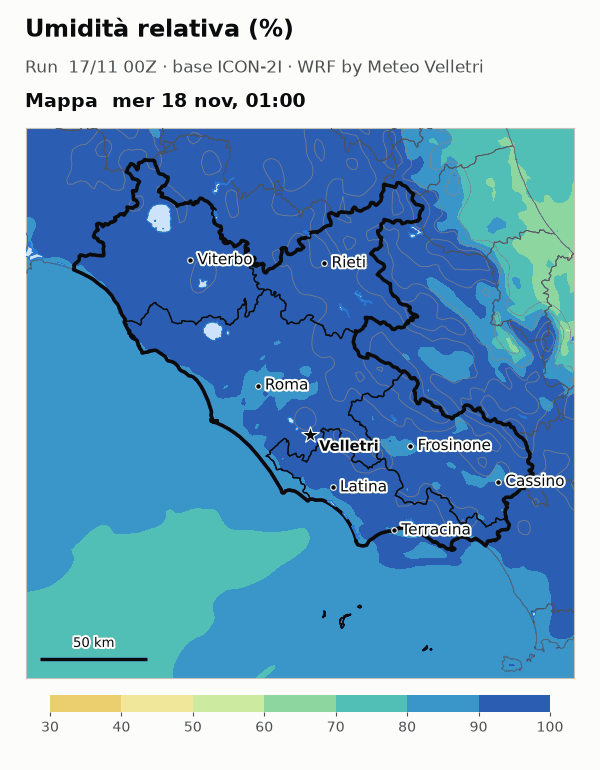 Umidità relativa (%)
Run  17/11 00Z · base ICON-2I · WRF by Meteo Velletri
Mappa  mer 18 nov, 01:00
Viterbo
Rieti
Roma
Velletri
Frosinone
Latina
Cassino
Terracina
50 km
30 40 50 60 70 80 90 100